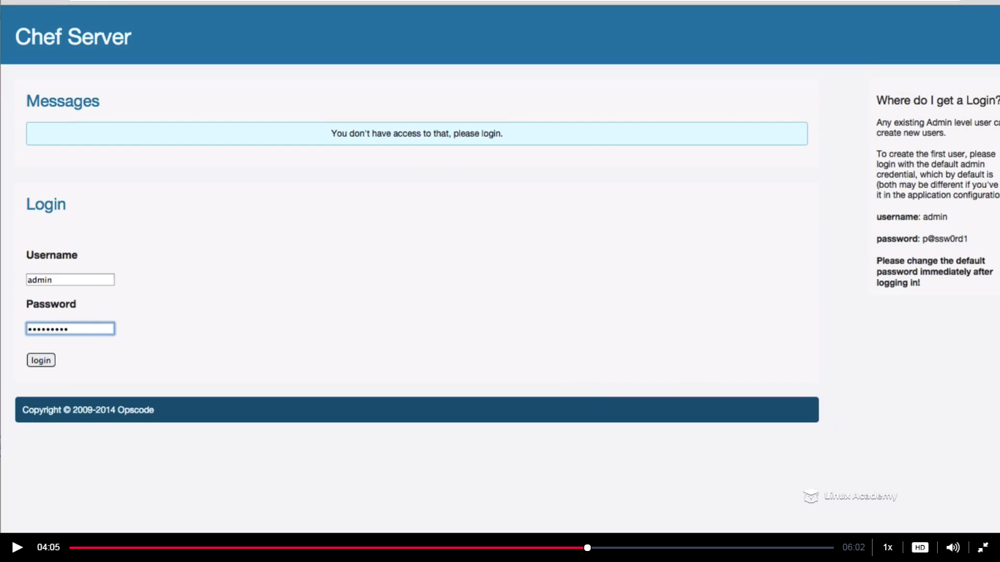 Chef Server
Messages
You don't have access to that, please login.
Login
Username
admin
Password
•••••••••
login
Copyright © 2009-2014 Opscode
Where do I get a Login?
Any existing Admin level user
create new users.
To create the first user, please
login with the default admin
credential, which by default is
(both may be different if you've
it in the application
username: admin
password: p@ssw0rd1
Please change the default
password immediately after
logging in!
Linux Academy
04:05
06:02
1x
HD